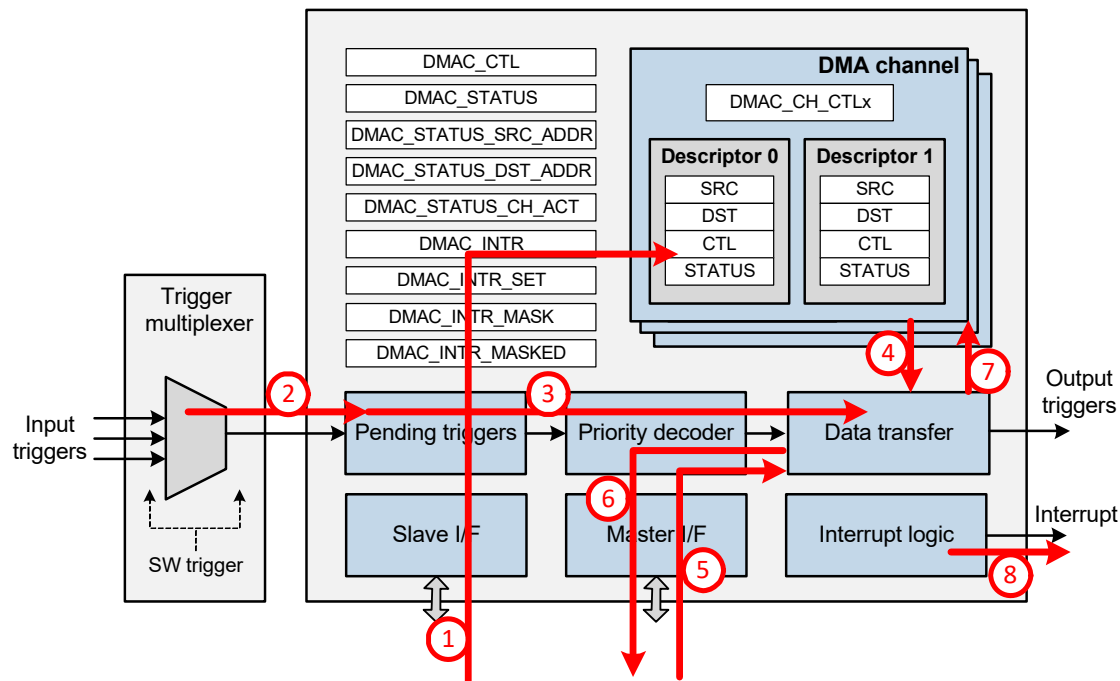 DMAC_CTL
DMAC_STATUS
DMAC_STATUS_SRC_ADDR
DMAC_STATUS_DST_ADDR
DMAC_STATUS_CH_ACT
DMAC_INTR
DMAC_INTR_SET
DMAC_INTR_MASK
DMAC_INTR_MASKED
DMA channel
DMAC_CH_CTLx
Descriptor 0
SRC
DST
CTL
STATUS
Descriptor 1
SRC
DST
CTL
STATUS
Trigger
multiplexer
Input
triggers
SW trigger
2
3
4
7
Pending triggers
Priority decoder
Data transfer
Output
triggers
6
Slave I/F
Master I/F
Interrupt logic
Interrupt
5
8
1